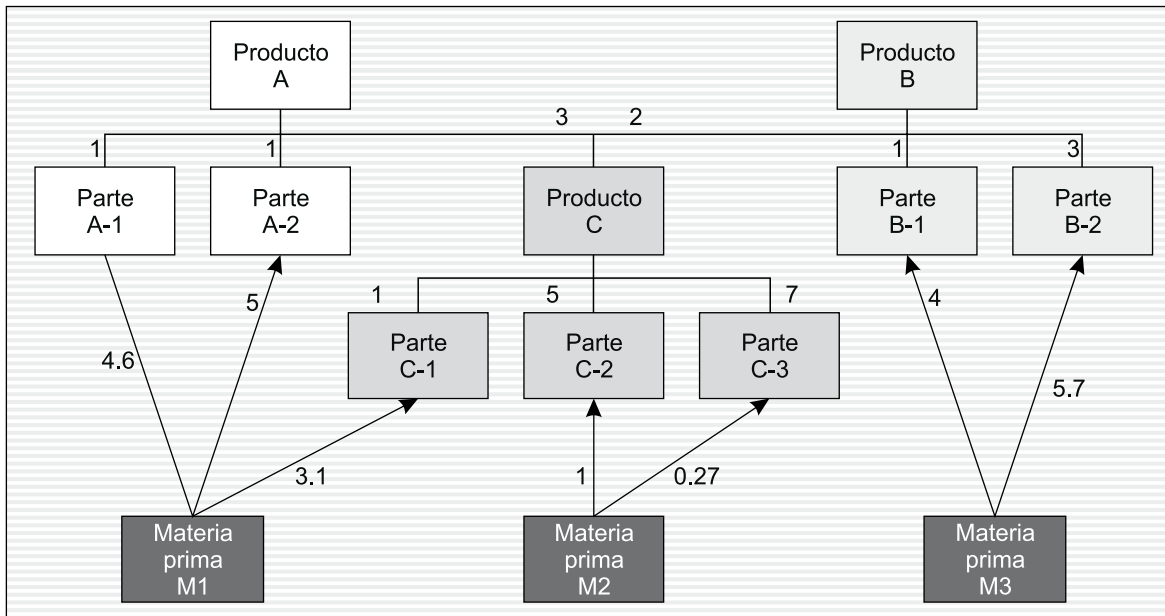 Producto
A
Producto
B
3
2
1
1
1
3
Parte
A-1
Parte
A-2
Producto
C
Parte
B-1
Parte
B-2
1
5
7
5
4
Parte
C-1
Parte
C-2
Parte
C-3
4.6
5.7
3.1
1
0.27
Materia
prima
M1
Materia
prima
M2
Materia
prima
M3